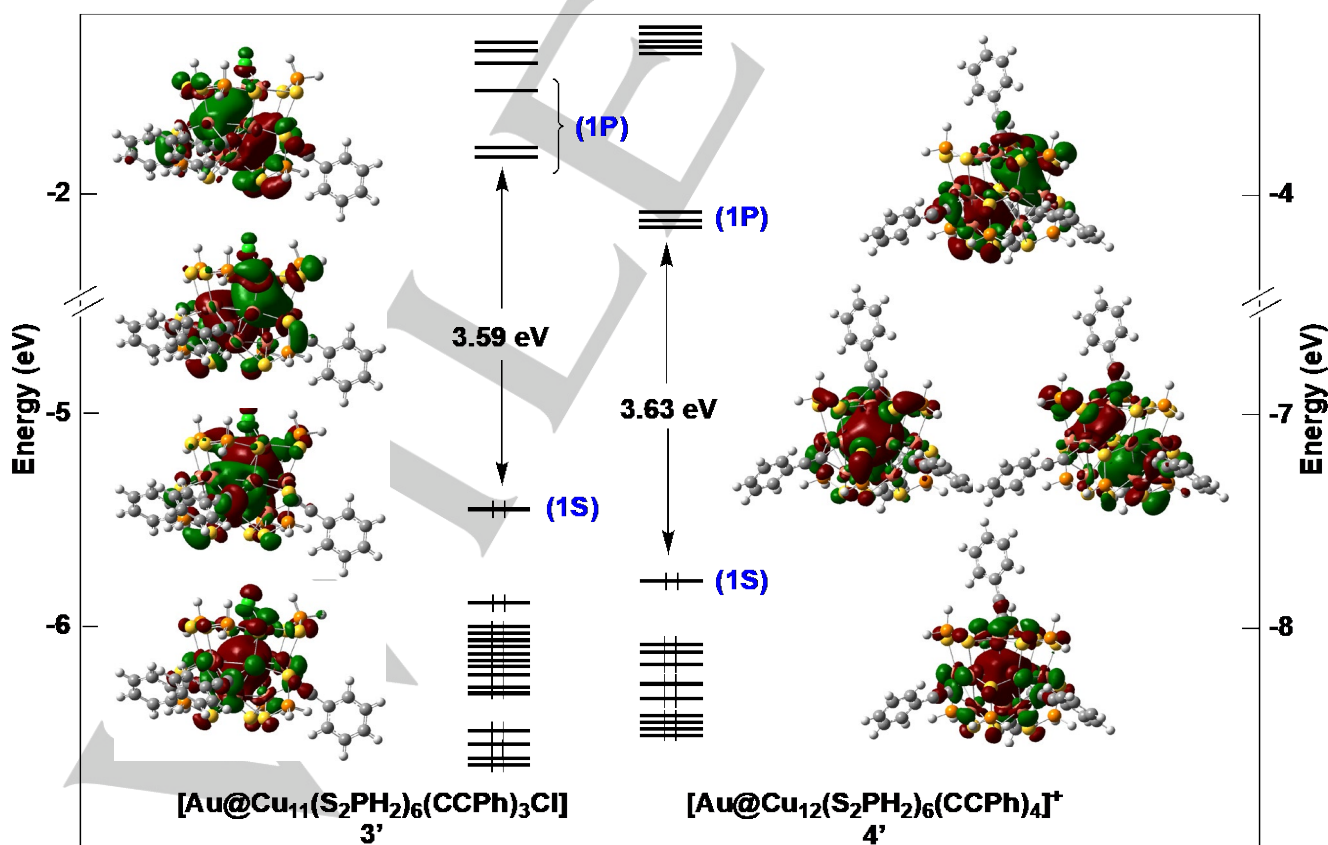 (1P)
(1P)
-2
-4
3.59 eV
3.63 eV
Energy (eV)
Energy (eV)
-5
-7
(1S)
(1S)
-6
-8
[Au@Cu₁₁(S₂PH₂)₆(CCPh)₃Cl]
3’
[Au@Cu₁₂(S₂PH₂)₆(CCPh)₄]⁺
4’